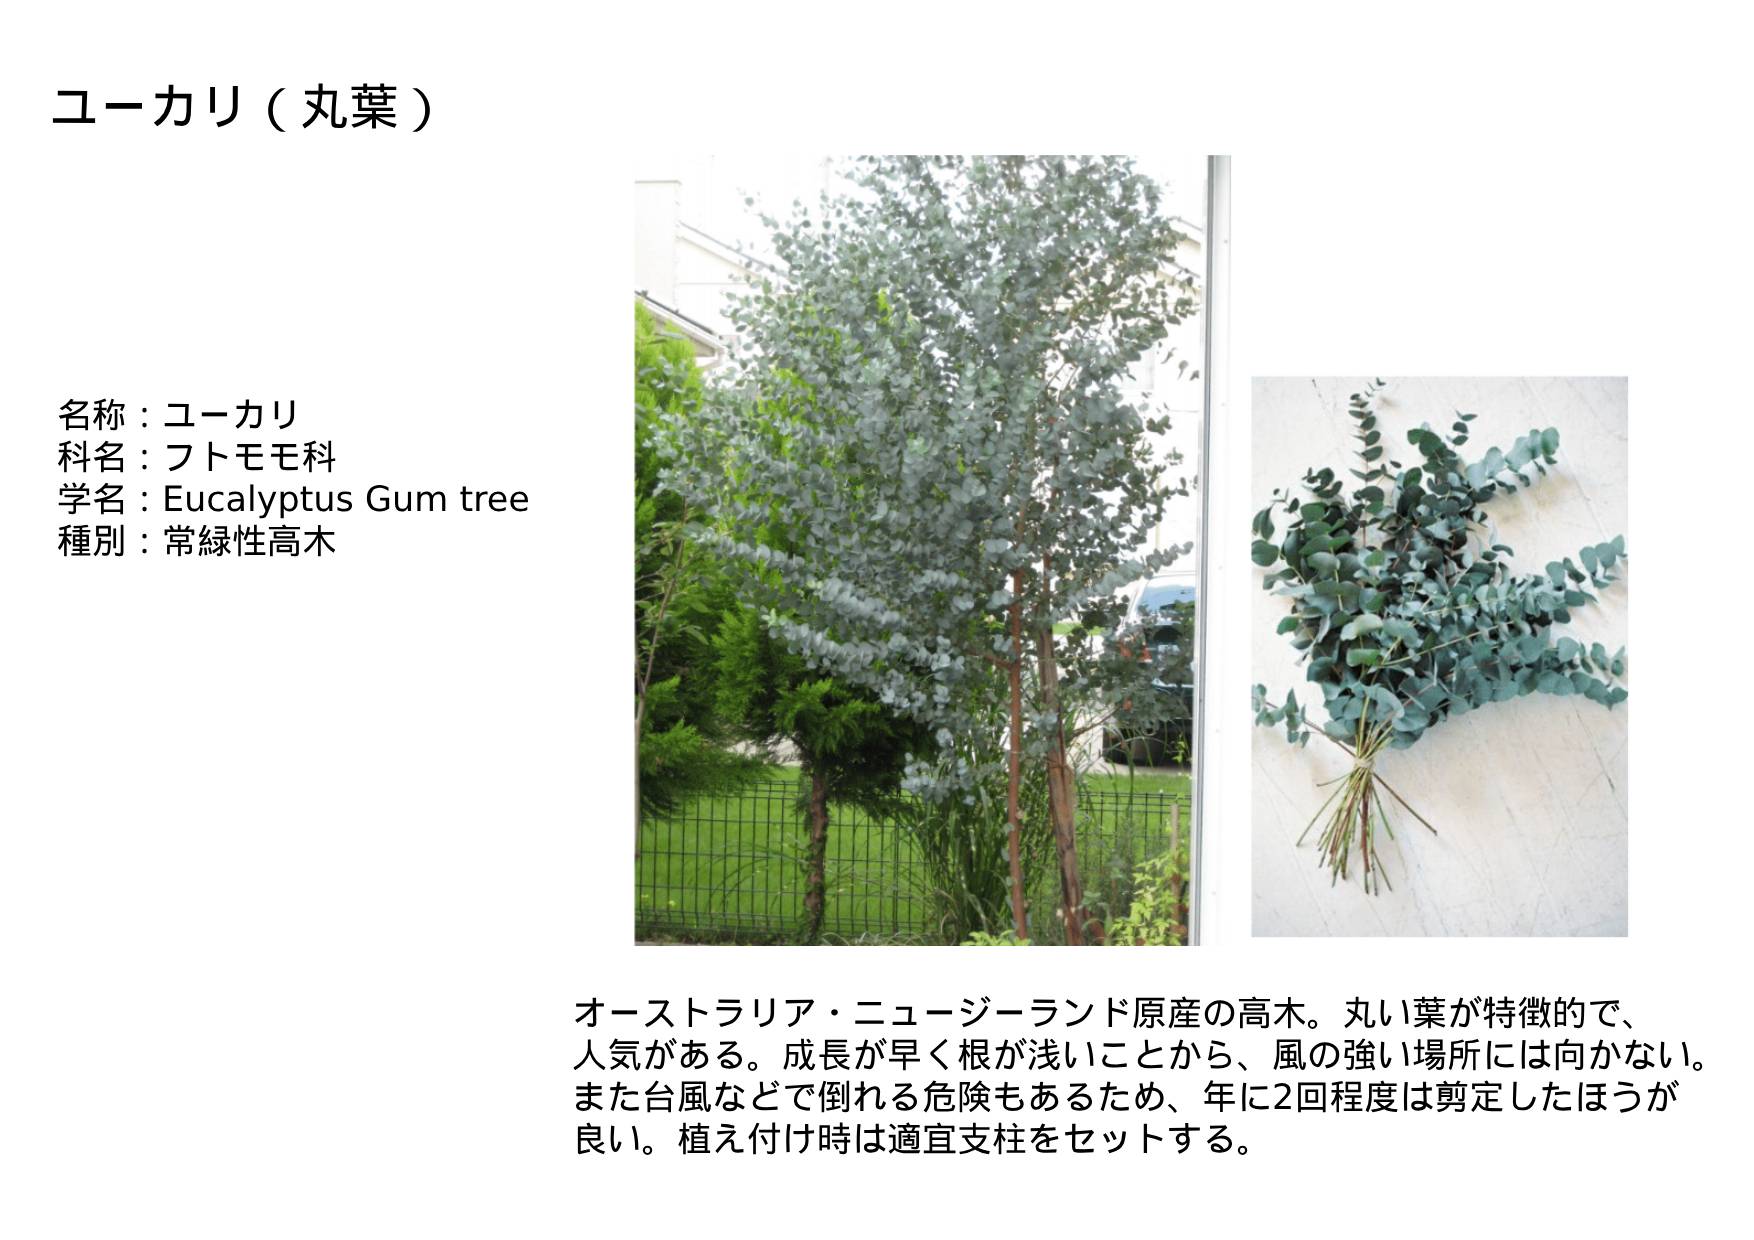 ユーカリ（丸葉）
名称：ユーカリ
科名：フトモモ科
学名：Eucalyptus Gum tree
種別：常緑性高木
オーストラリア・ニュージーランド原産の高木。丸い葉が特徴的で、
人気がある。成長が早く根が浅いことから、風の強い場所には向かない。
また台風などで倒れる危険もあるため、年に2回程度は剪定したほうが
良い。植え付け時は適宜支柱をセットする。